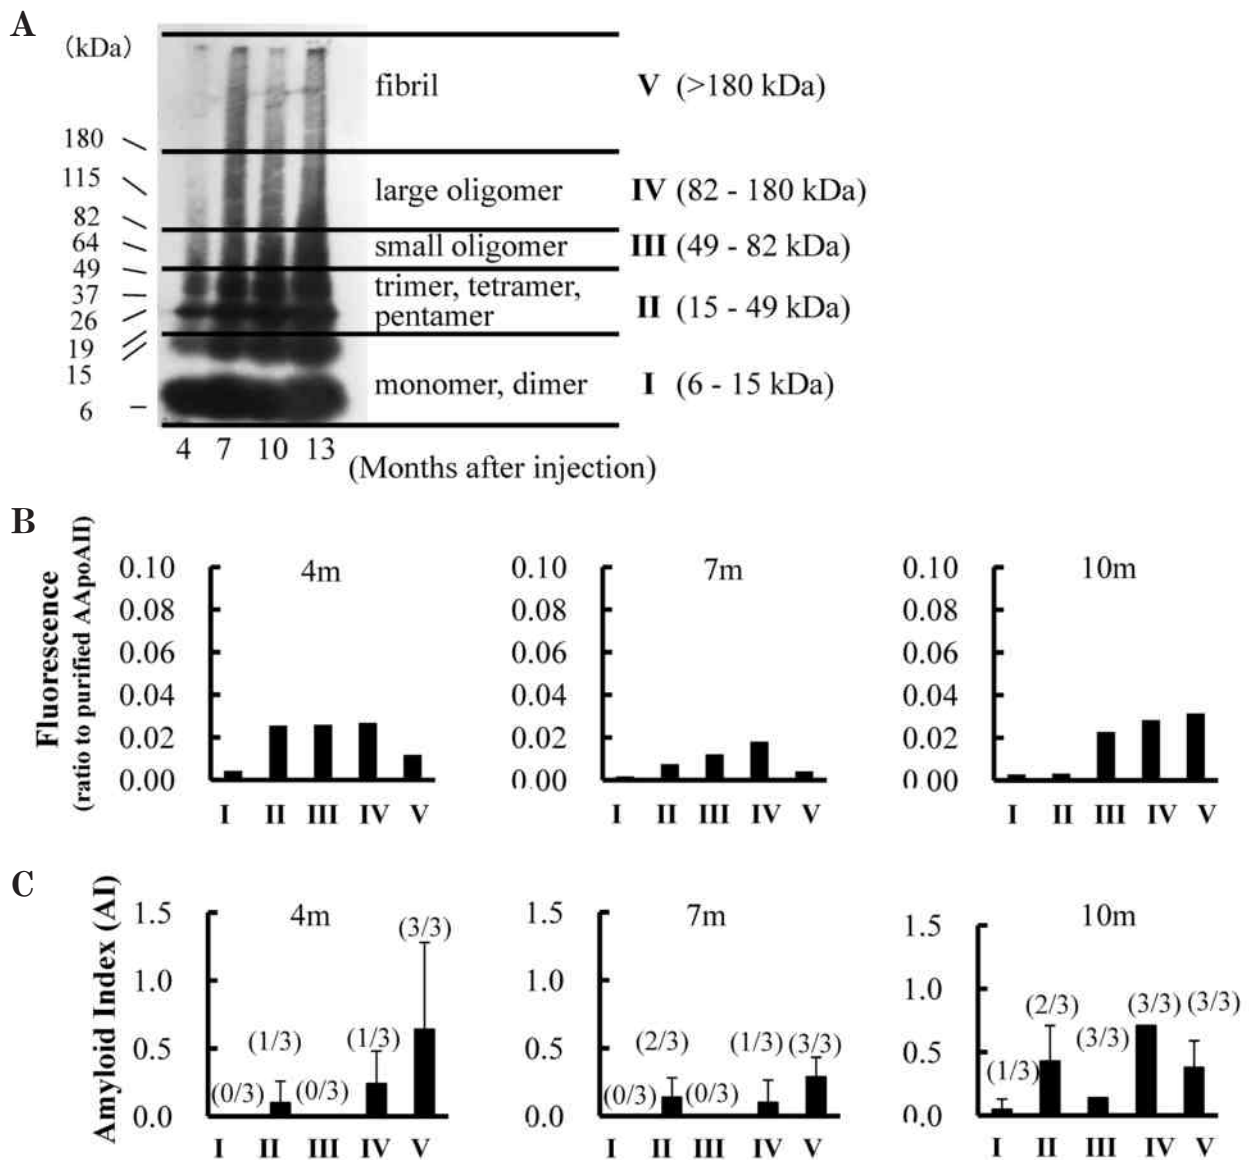 A
(kDa)
fibril V (>180 kDa)
180
115
large oligomer IV (82 - 180 kDa)
82
64
small oligomer III (49 - 82 kDa)
49
37
trimer, tetramer,
pentamer II (15 - 49 kDa)
26
19
15
monomer, dimer I (6 - 15 kDa)
6
4 7 10 13
(Months after injection)
B
Fluorescence
(ratio to purified AApoAII)
4m
0.10
0.08
0.06
0.04
0.02
0.00
I II III IV V
7m
0.10
0.08
0.06
0.04
0.02
0.00
I II III IV V
10m
0.10
0.08
0.06
0.04
0.02
0.00
I II III IV V
C
Amyloid Index (AI)
4m
1.5
1.0
0.5
0.0
(0/3) (1/3) (0/3) (1/3) (3/3)
I II III IV V
7m
1.5
1.0
0.5
0.0
(0/3) (2/3) (0/3) (1/3) (3/3)
I II III IV V
10m
1.5
1.0
0.5
0.0
(1/3) (2/3) (3/3) (3/3) (3/3)
I II III IV V